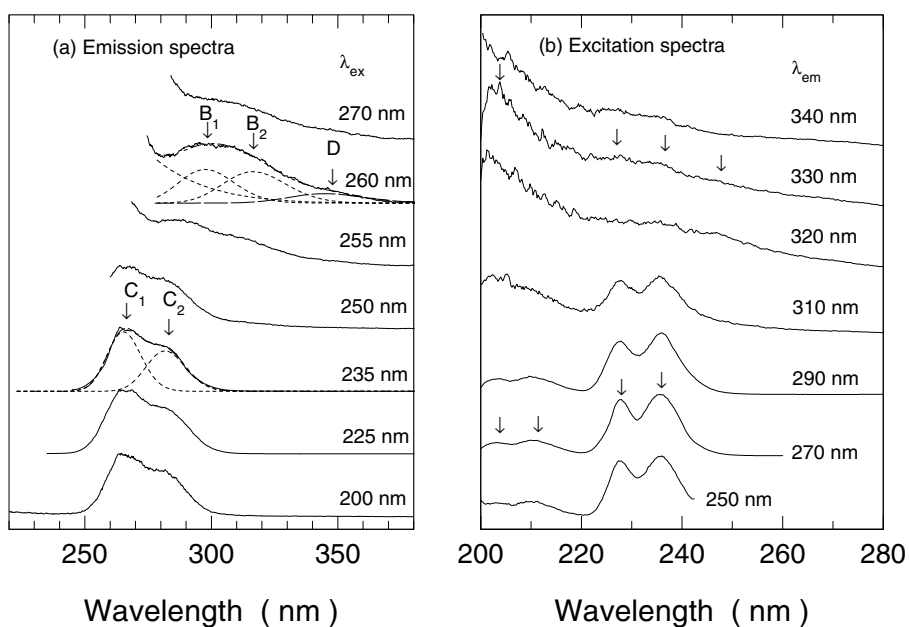 (a) Emission spectra
λex
270 nm
B1
B2
D
260 nm
255 nm
250 nm
C1
C2
235 nm
225 nm
200 nm
250
300
350
Wavelength ( nm )
(b) Excitation spectra
λem
340 nm
330 nm
320 nm
310 nm
290 nm
270 nm
250 nm
200
220
240
260
280
Wavelength ( nm )